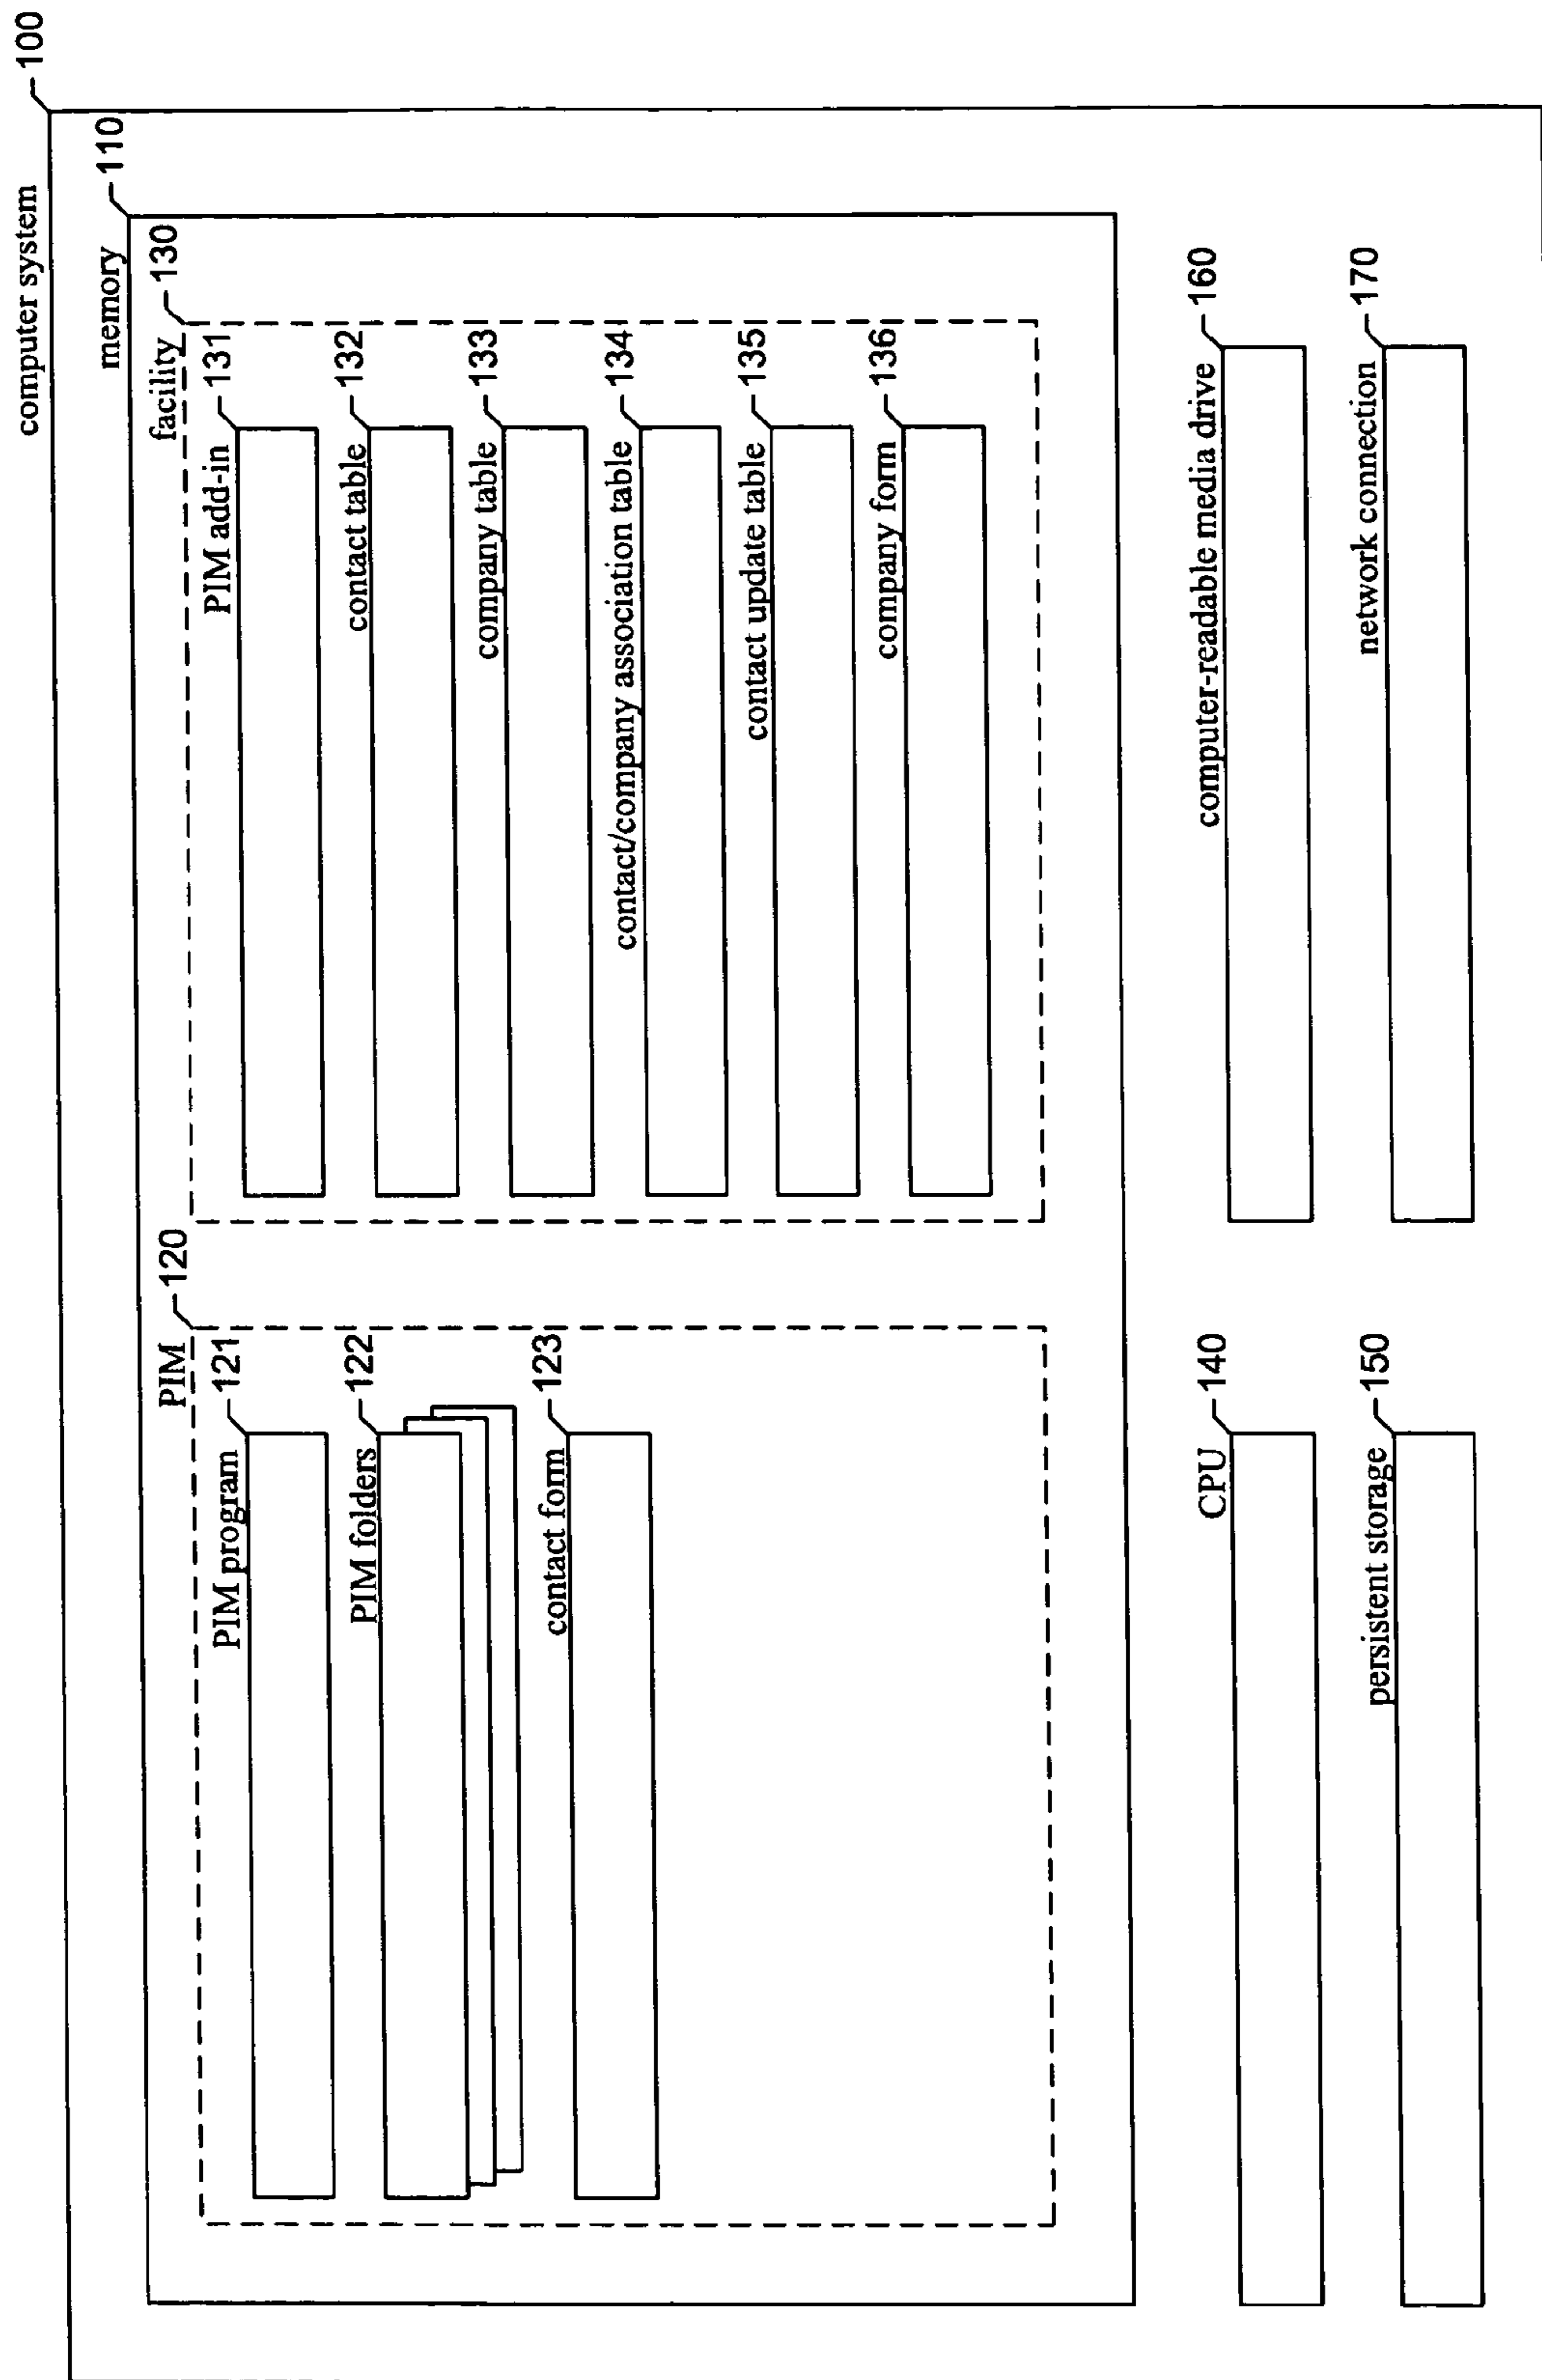 computer system
100
memory
110
PIM
120
PIM program
121
PIM folders
122
contact form
123
facility
130
PIM add-in
131
contact table
132
company table
133
contact/company association table
134
contact update table
135
company form
136
CPU
140
persistent storage
150
computer-readable media drive
160
network connection
170